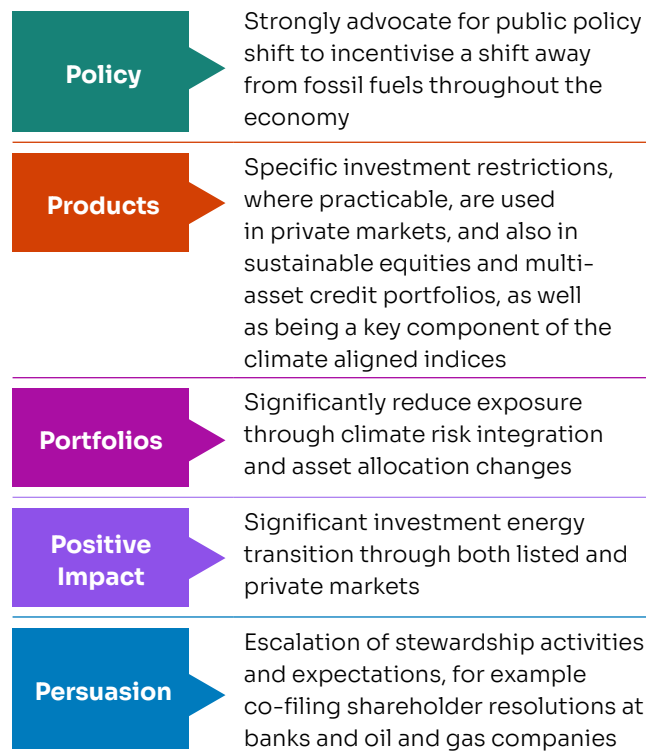 Policy
Strongly advocate for public policy
shift to incentivise a shift away
from fossil fuels throughout the
economy
Products
Specific investment restrictions,
where practicable, are used
in private markets, and also in
sustainable equities and multi-
asset credit portfolios, as well
as being a key component of the
climate aligned indices
Portfolios
Significantly reduce exposure
through climate risk integration
and asset allocation changes
Positive
Impact
Significant investment energy
transition through both listed and
private markets
Persuasion
Escalation of stewardship activities
and expectations, for example
co-filing shareholder resolutions at
banks and oil and gas companies